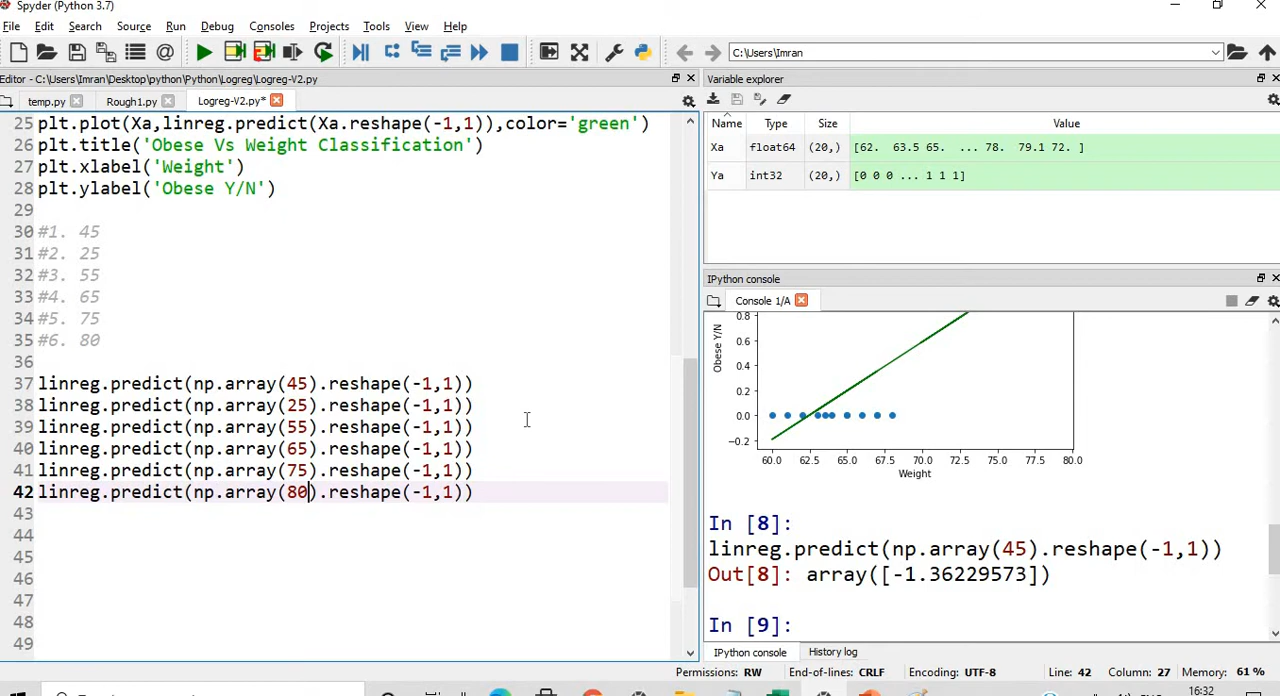 Spyder (Python 3.7)
File Edit Search Source Run Debug Consoles Projects Tools View Help
C:\Users\Imran
Editor - C:\Users\Imran\Desktop\python\Python\Logreg\Logreg-V2.py
temp.py Rough1.py Logreg-V2.py*
25 plt.plot(Xa,linreg.predict(Xa.reshape(-1,1)),color='green')
26 plt.title('Obese Vs Weight Classification')
27 plt.xlabel('Weight')
28 plt.ylabel('Obese Y/N')
29
30 #1. 45
31 #2. 25
32 #3. 55
33 #4. 65
34 #5. 75
35 #6. 80
36
37 linreg.predict(np.array(45).reshape(-1,1))
38 linreg.predict(np.array(25).reshape(-1,1))
39 linreg.predict(np.array(55).reshape(-1,1))
40 linreg.predict(np.array(65).reshape(-1,1))
41 linreg.predict(np.array(75).reshape(-1,1))
42 linreg.predict(np.array(80).reshape(-1,1))
43
44
45
46
47
48
49
Variable explorer
Name Type Size Value
Xa float64 (20,) [62. 63.5 65. ... 78. 79.1 72. ]
Ya int32 (20,) [0 0 0 ... 1 1 1]
IPython console
Console 1/A
0.8
0.6
0.4
0.2
0.0
−0.2
Obese Y/N
60.0 62.5 65.0 67.5 70.0 72.5 75.0 77.5 80.0
Weight
In [8]:
linreg.predict(np.array(45).reshape(-1,1))
Out[8]: array([-1.36229573])
In [9]:
IPython console History log
Permissions: RW End-of-lines: CRLF Encoding: UTF-8 Line: 42 Column: 27 Memory: 61 %
16:32